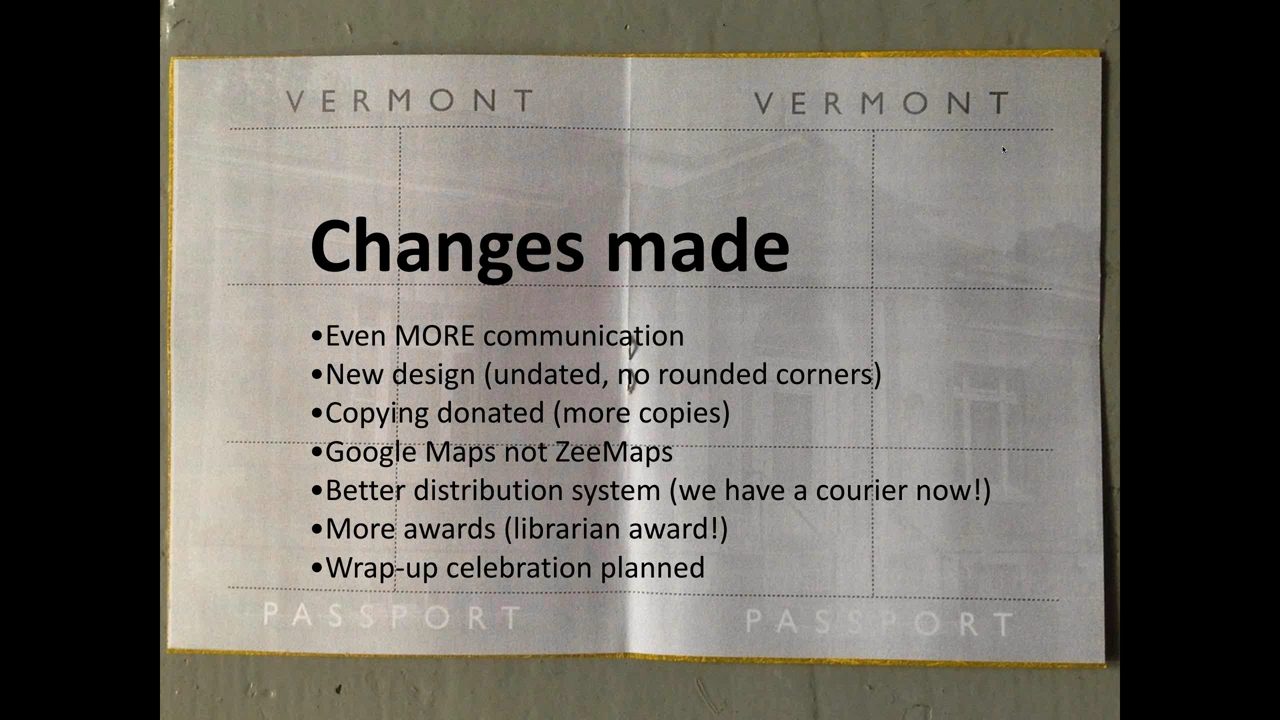 VERMONT VERMONT
Changes made
•Even MORE communication
•New design (undated, no rounded corners)
•Copying donated (more copies)
•Google Maps not ZeeMaps
•Better distribution system (we have a courier now!)
•More awards (librarian award!)
•Wrap-up celebration planned
PASSPORT PASSPORT